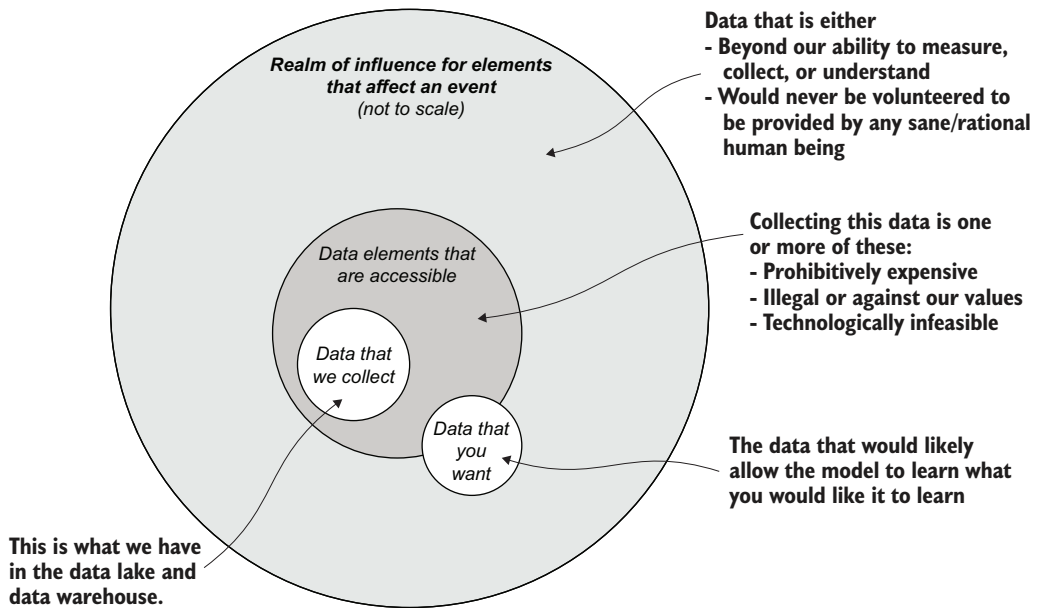 Realm of influence for elements
that affect an event
(not to scale)
Data that is either
- Beyond our ability to measure,
collect, or understand
- Would never be volunteered to
be provided by any sane/rational
human being
Data elements that
are accessible
Collecting this data is one
or more of these:
- Prohibitively expensive
- Illegal or against our values
- Technologically infeasible
Data that
we collect
Data that
you
want
The data that would likely
allow the model to learn what
you would like it to learn
This is what we have
in the data lake and
data warehouse.